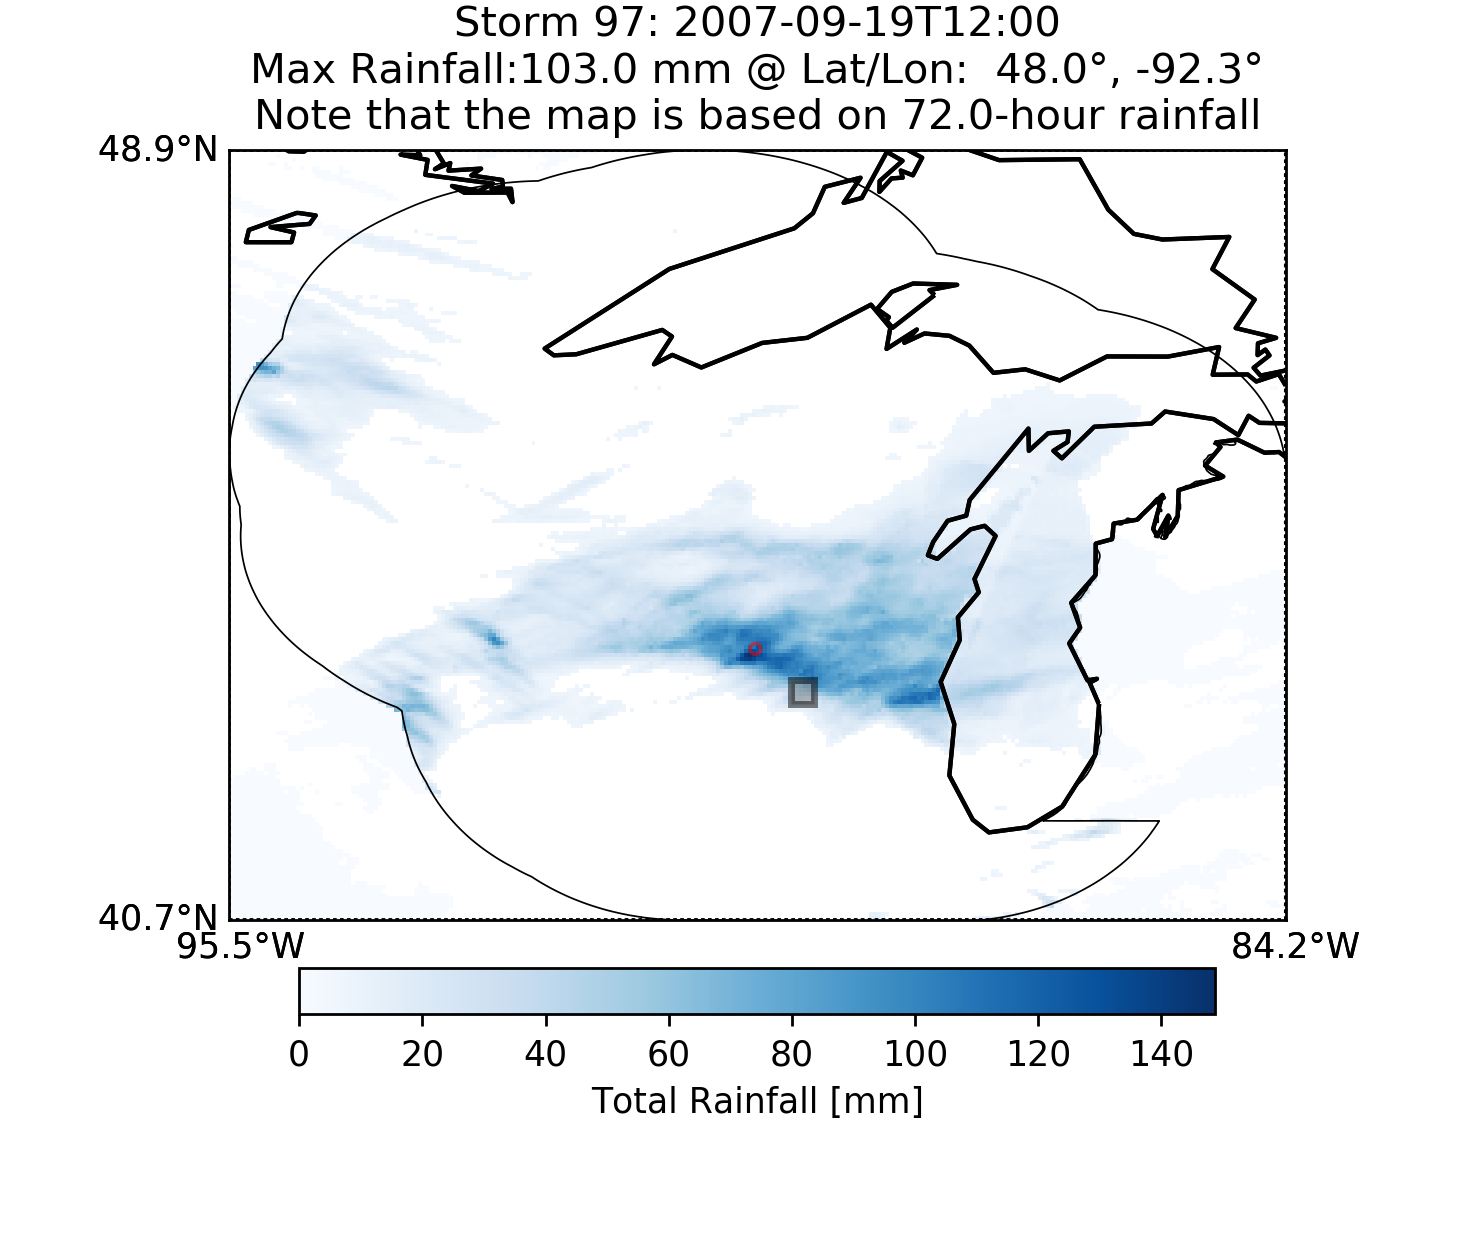 Storm 97: 2007-09-19T12:00
Max Rainfall:103.0 mm @ Lat/Lon:  48.0°, -92.3°
Note that the map is based on 72.0-hour rainfall
48.9°N
40.7°N
95.5°W 84.2°W
0 20 40 60 80 100 120 140
Total Rainfall [mm]